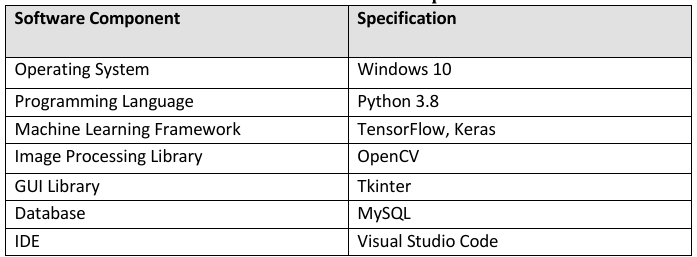 Software Component Specification
Operating System Windows 10
Programming Language Python 3.8
Machine Learning Framework TensorFlow, Keras
Image Processing Library OpenCV
GUI Library Tkinter
Database MySQL
IDE Visual Studio Code